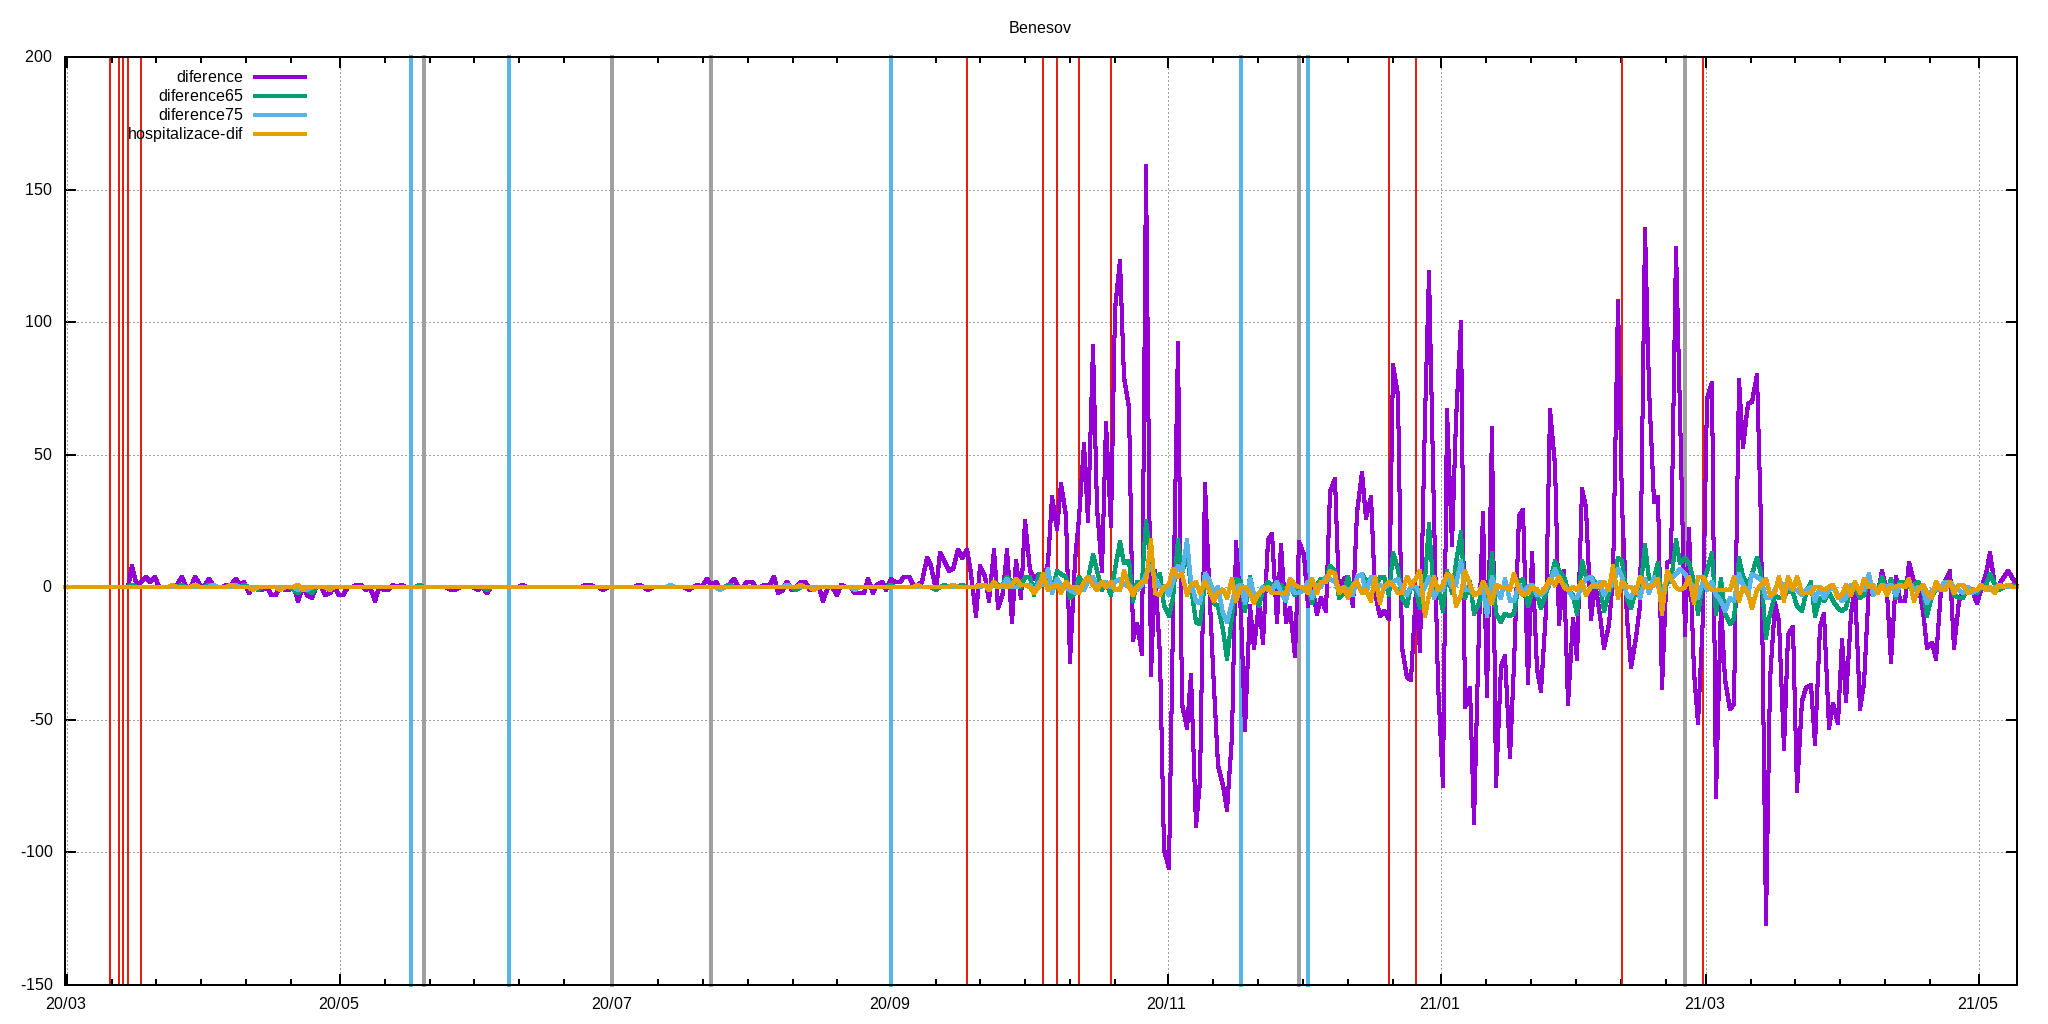 Benesov
200
150
100
50
0
-50
-100
-150
diference
diference65
diference75
hospitalizace-dif
20/03 20/05 20/07 20/09 20/11 21/01 21/03 21/05